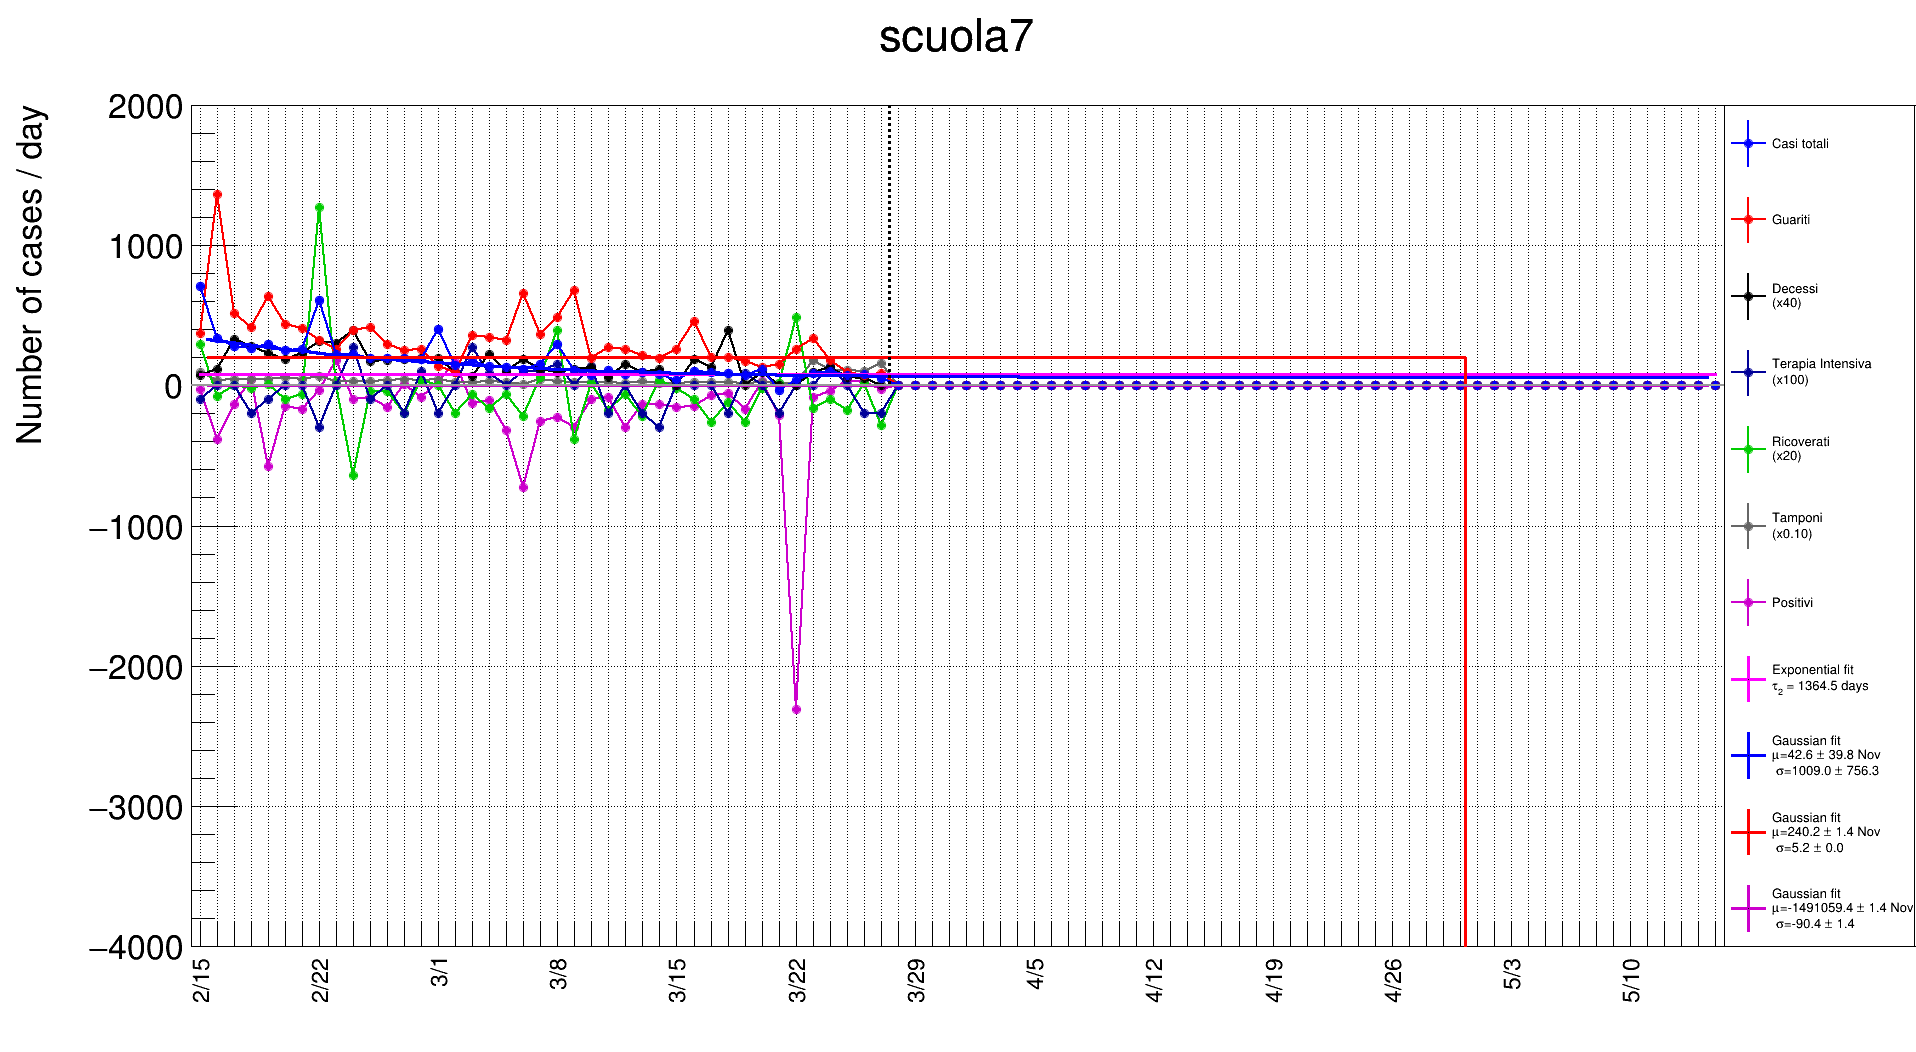 scuola7
Number of cases / day
2000
1000
0
−1000
−2000
−3000
−4000
2/15
2/22
3/1
3/8
3/15
3/22
3/29
4/5
4/12
4/19
4/26
5/3
5/10
Casi totali
Guariti
Decessi
(x40)
Terapia Intensiva
(x100)
Ricoverati
(x20)
Tamponi
(x0.10)
Positivi
Exponential fit
τ2 = 1364.5 days
Gaussian fit
μ=42.6 ± 39.8 Nov
σ=1009.0 ± 756.3
Gaussian fit
μ=240.2 ± 1.4 Nov
σ=5.2 ± 0.0
Gaussian fit
μ=-1491059.4 ± 1.4 Nov
σ=-90.4 ± 1.4